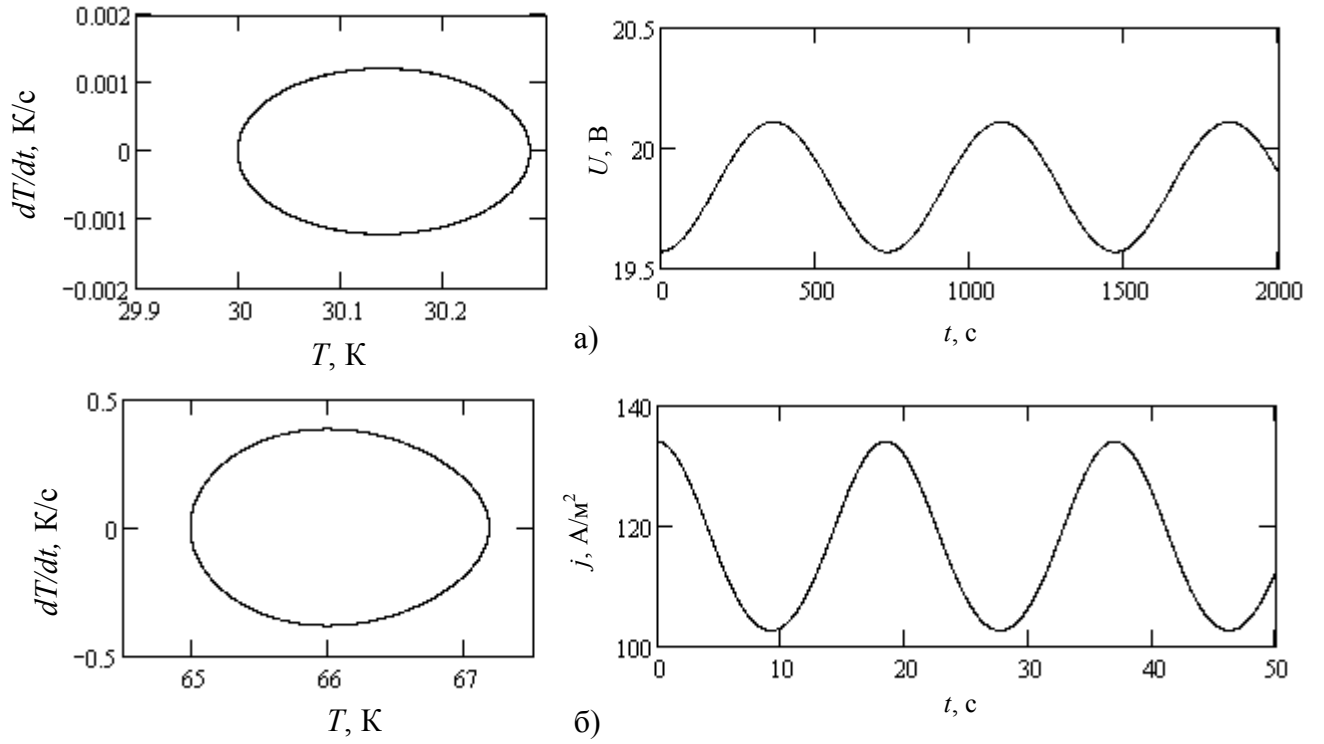 0.002
0.001
0
−0.001
−0.002
dT/dt, К/с
29.9 30 30.1 30.2
T, К
20.5
20
19.5
U, В
0 500 1000 1500 2000
t, с
а)
0.5
0
−0.5
dT/dt, К/с
65 66 67
T, К
140
120
100
j, А/м²
0 10 20 30 40 50
t, с
б)